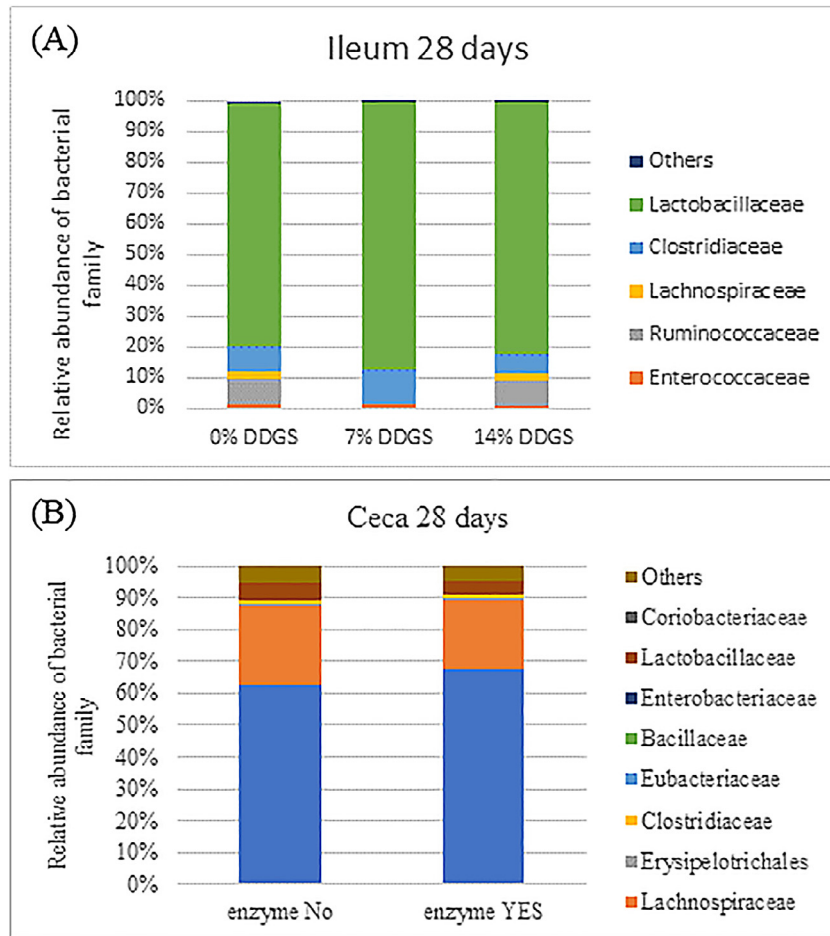 (A)
Ileum 28 days
Relative abundance of bacterial
family
100%
90%
80%
70%
60%
50%
40%
30%
20%
10%
0%
0% DDGS
7% DDGS
14% DDGS
Others
Lactobacillaceae
Clostridiaceae
Lachnospiraceae
Ruminococcaceae
Enterococcaceae
(B)
Ceca 28 days
Relative abundance of bacterial
family
100%
90%
80%
70%
60%
50%
40%
30%
20%
10%
0%
enzyme No
enzyme YES
Others
Coriobacteriaceae
Lactobacillaceae
Enterobacteriaceae
Bacillaceae
Eubacteriaceae
Clostridiaceae
Erysipelotrichales
Lachnospiraceae